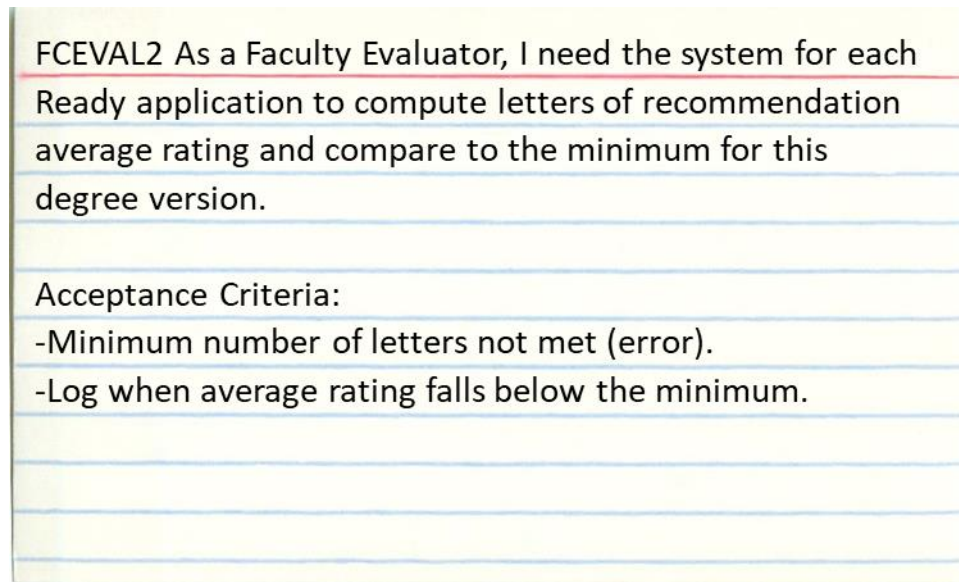 FCEVAL2 As a Faculty Evaluator, I need the system for each
Ready application to compute letters of recommendation
average rating and compare to the minimum for this
degree version.
Acceptance Criteria:
-Minimum number of letters not met (error).
-Log when average rating falls below the minimum.